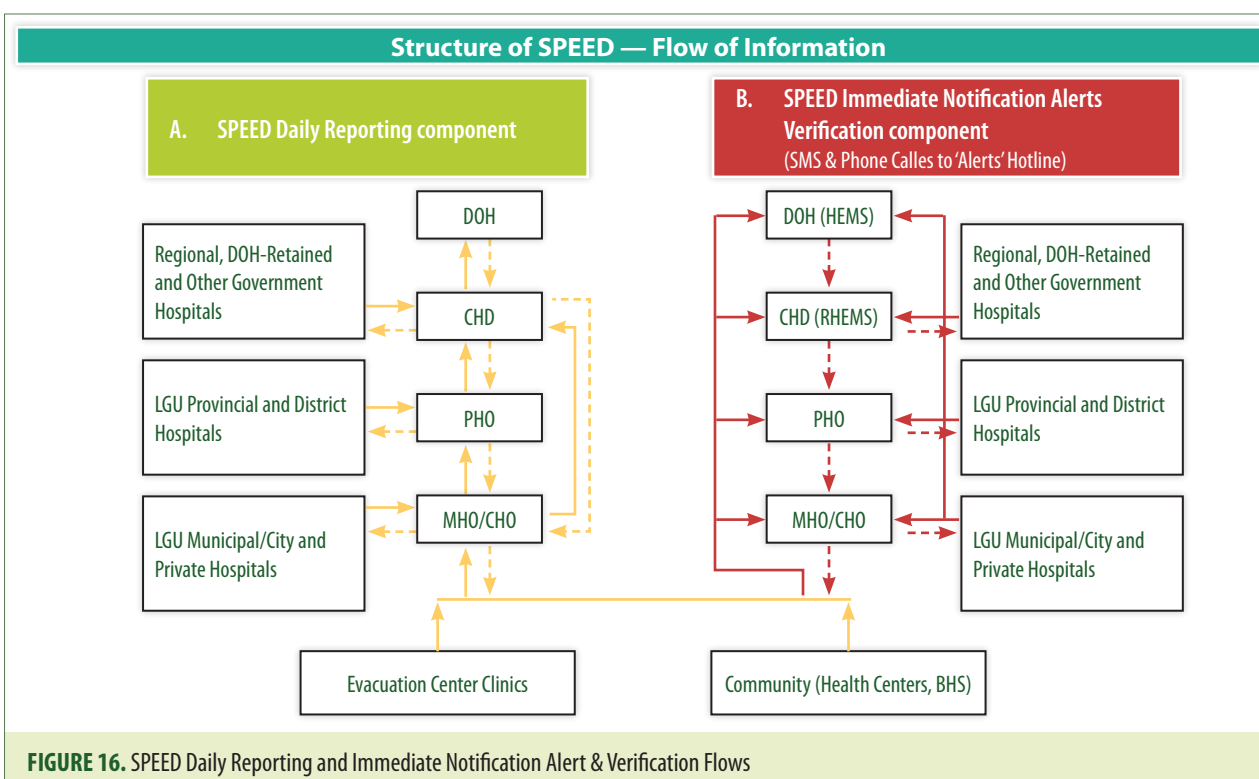 Structure of SPEED — Flow of Information
A. SPEED Daily Reporting component
B. SPEED Immediate Notification Alerts
Verification component
(SMS & Phone Calles to ‘Alerts’ Hotline)
DOH
Regional, DOH-Retained
and Other Government
Hospitals
CHD
LGU Provincial and District
Hospitals
PHO
LGU Municipal/City and
Private Hospitals
MHO/CHO
DOH (HEMS)
Regional, DOH-Retained
and Other Government
Hospitals
CHD (RHEMS)
LGU Provincial and District
Hospitals
PHO
MHO/CHO
LGU Municipal/City and
Private Hospitals
Evacuation Center Clinics
Community (Health Centers, BHS)
FIGURE 16. SPEED Daily Reporting and Immediate Notification Alert & Verification Flows